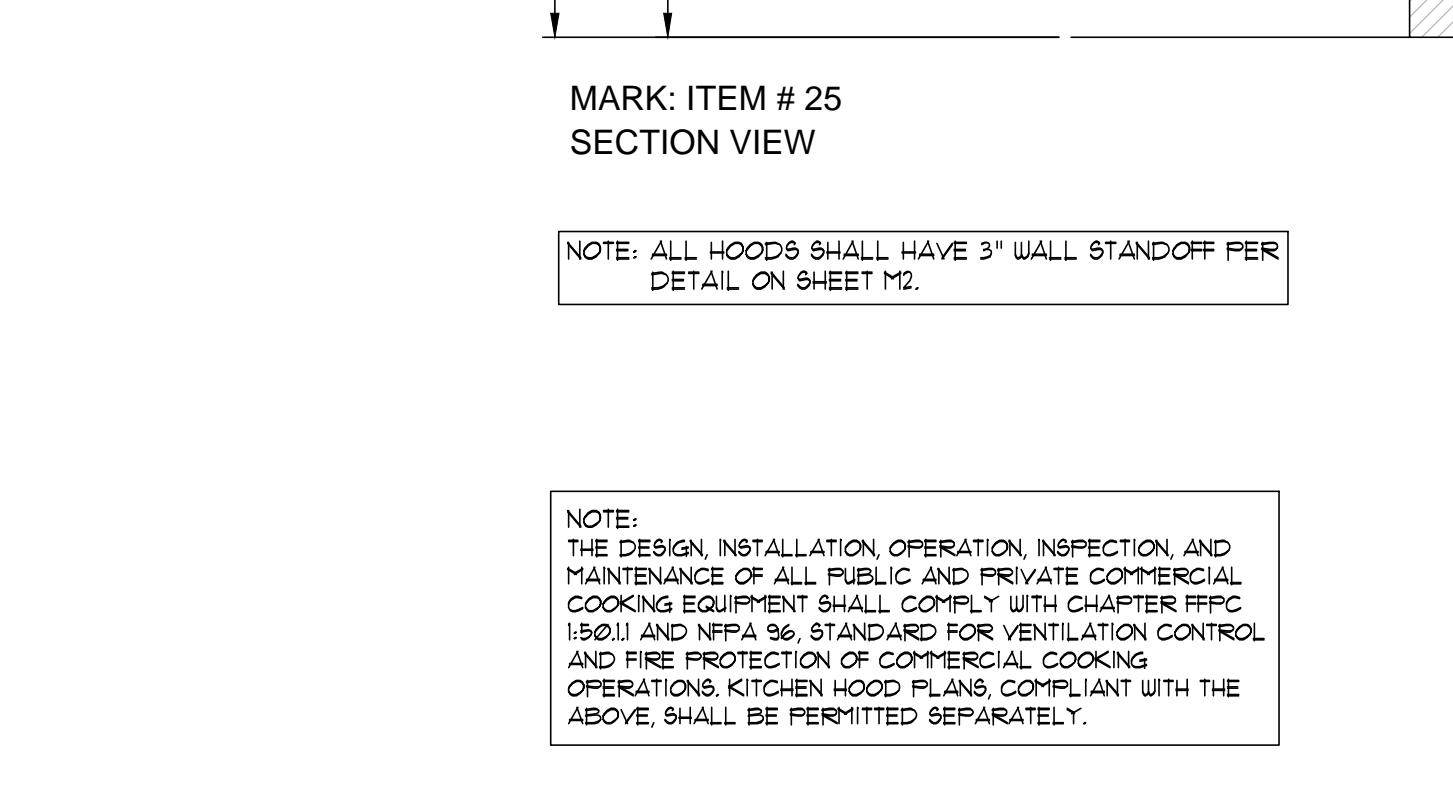 MARK: ITEM # 25
SECTION VIEW
NOTE: ALL HOODS SHALL HAVE 3" WALL STANDOFF PER
DETAIL ON SHEET M2.
NOTE:
THE DESIGN, INSTALLATION, OPERATION, INSPECTION, AND
MAINTENANCE OF ALL PUBLIC AND PRIVATE COMMERCIAL
COOKING EQUIPMENT SHALL COMPLY WITH CHAPTER FFPC
1:50.1.1 AND NFPA 96, STANDARD FOR VENTILATION CONTROL
AND FIRE PROTECTION OF COMMERCIAL COOKING
OPERATIONS. KITCHEN HOOD PLANS, COMPLIANT WITH THE
ABOVE, SHALL BE PERMITTED SEPARATELY.